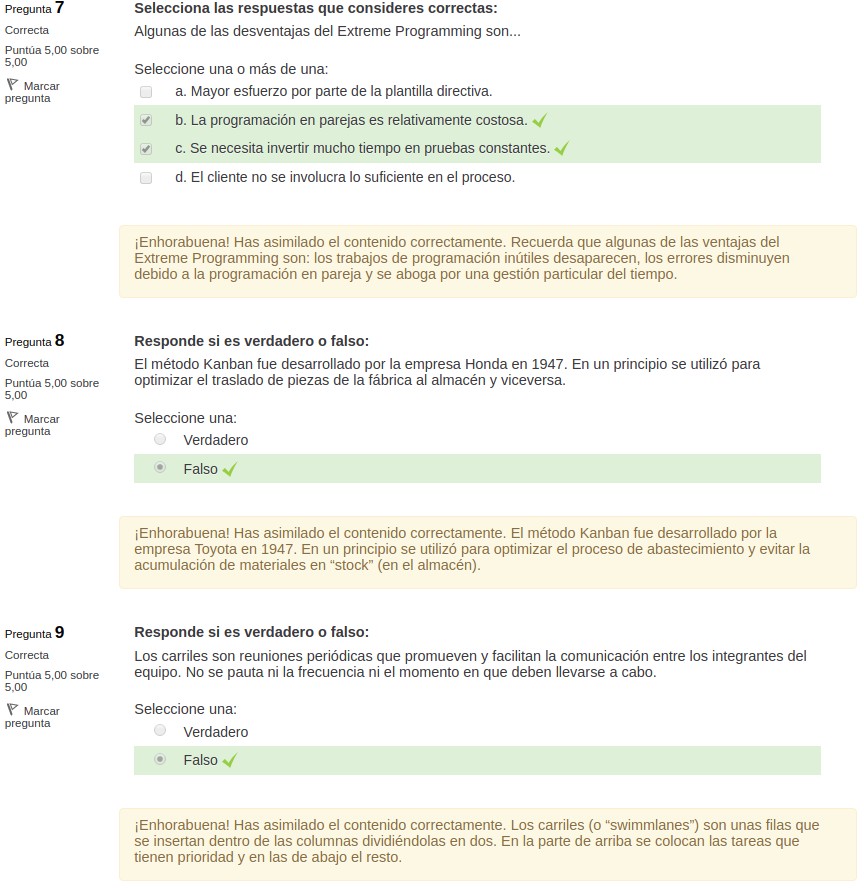 Pregunta 7
Correcta
Puntúa 5,00 sobre
5,00
Marcar
pregunta
Selecciona las respuestas que consideres correctas:
Algunas de las desventajas del Extreme Programming son...
Seleccione una o más de una:
a. Mayor esfuerzo por parte de la plantilla directiva.
b. La programación en parejas es relativamente costosa.
c. Se necesita invertir mucho tiempo en pruebas constantes.
d. El cliente no se involucra lo suficiente en el proceso.
¡Enhorabuena! Has asimilado el contenido correctamente. Recuerda que algunas de las ventajas del
Extreme Programming son: los trabajos de programación inútiles desaparecen, los errores disminuyen
debido a la programación en pareja y se aboga por una gestión particular del tiempo.
Pregunta 8
Correcta
Puntúa 5,00 sobre
5,00
Marcar
pregunta
Responde si es verdadero o falso:
El método Kanban fue desarrollado por la empresa Honda en 1947. En un principio se utilizó para
optimizar el traslado de piezas de la fábrica al almacén y viceversa.
Seleccione una:
Verdadero
Falso
¡Enhorabuena! Has asimilado el contenido correctamente. El método Kanban fue desarrollado por la
empresa Toyota en 1947. En un principio se utilizó para optimizar el proceso de abastecimiento y evitar la
acumulación de materiales en “stock” (en el almacén).
Pregunta 9
Correcta
Puntúa 5,00 sobre
5,00
Marcar
pregunta
Responde si es verdadero o falso:
Los carriles son reuniones periódicas que promueven y facilitan la comunicación entre los integrantes del
equipo. No se pauta ni la frecuencia ni el momento en que deben llevarse a cabo.
Seleccione una:
Verdadero
Falso
¡Enhorabuena! Has asimilado el contenido correctamente. Los carriles (o “swimmlanes”) son unas filas que
se insertan dentro de las columnas dividiéndolas en dos. En la parte de arriba se colocan las tareas que
tienen prioridad y en las de abajo el resto.